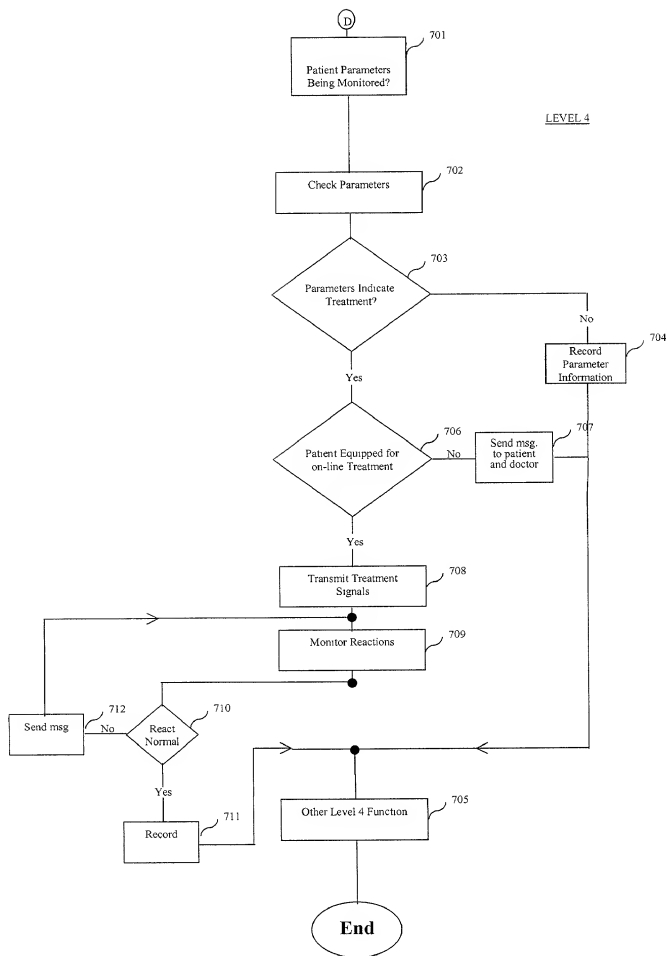 D
701
Patient Parameters
Being Monitored?
LEVEL 4
702
Check Parameters
703
Parameters Indicate
Treatment?
No
704
Record
Parameter
Information
Yes
706
Patient Equipped for
on-line Treatment
No
707
Send msg.
to patient
and doctor
Yes
708
Transmit Treatment
Signals
709
Monitor Reactions
710
React
Normal
No
712
Send msg
Yes
711
Record
705
Other Level 4 Function
End